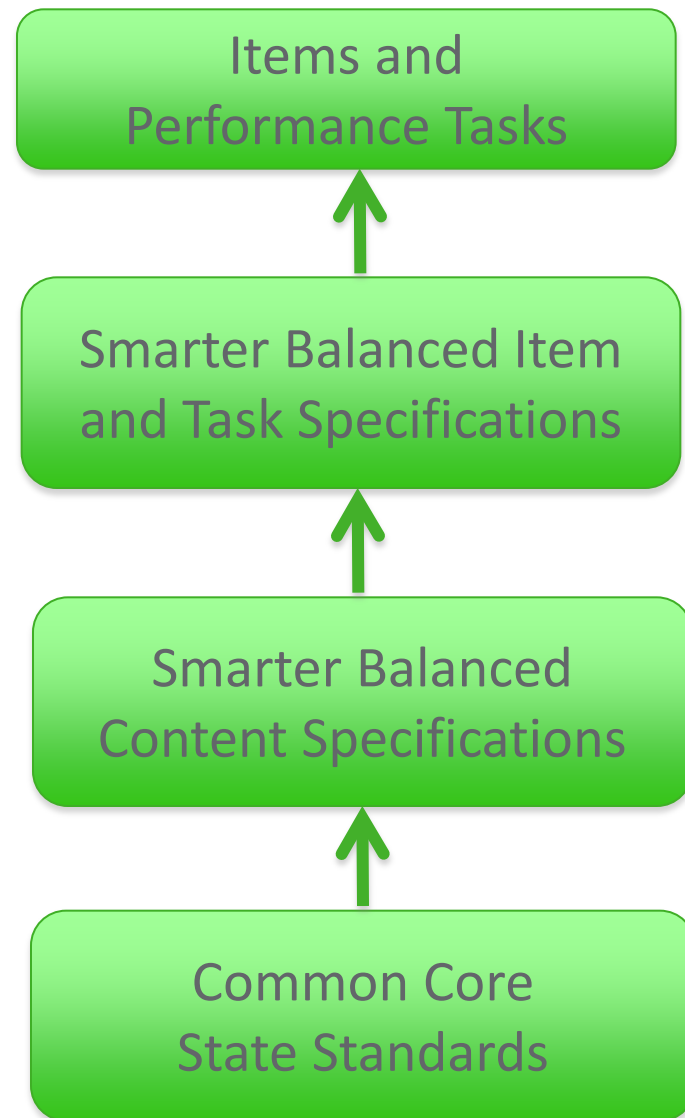 Items and
Performance Tasks
Smarter Balanced Item
and Task Specifications
Smarter Balanced
Content Specifications
Common Core
State Standards